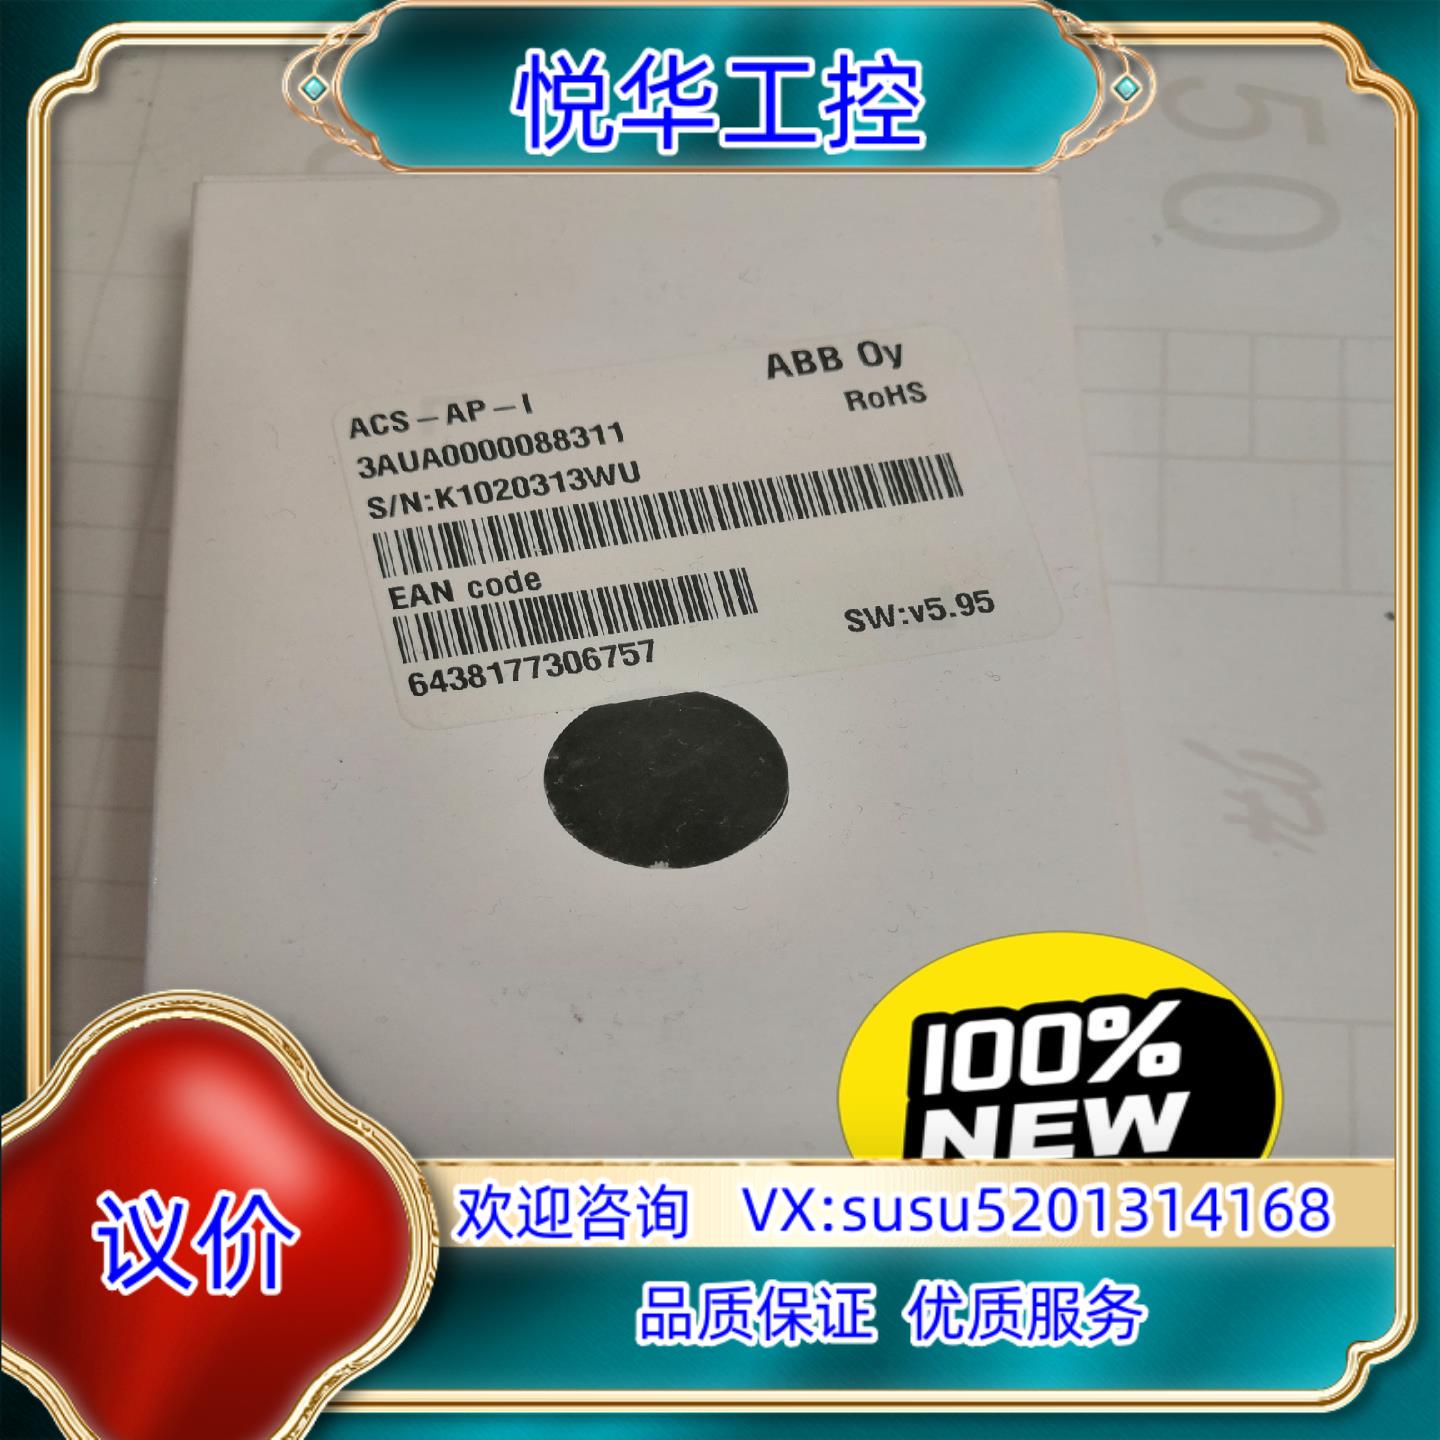 悦华工控
50
ABB Oy
RoHS
ACS-AP-I
3AUA0000088311
S/N:K1020313WU
EAN code
6438177306757
SW:v5.95
100%
NEW
议价
欢迎咨询 VX:susu5201314168
品质保证 优质服务